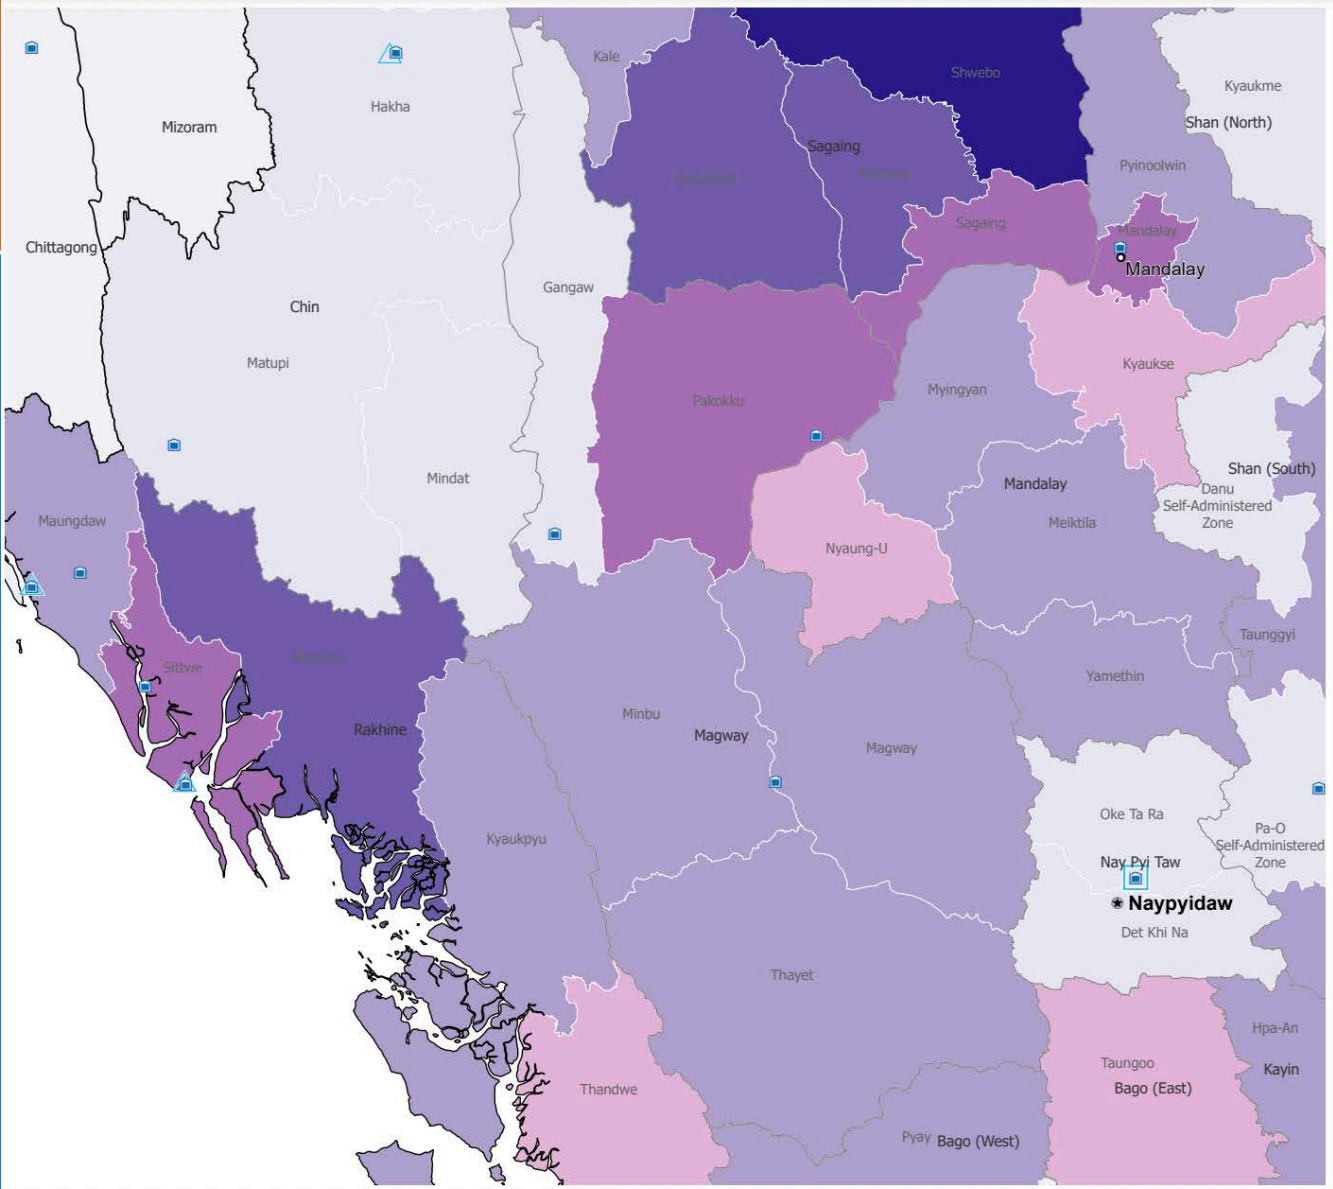 Kale
Shwebo
Kyaukme
Hakha
Mizoram
Shan (North)
Sagaing
Pyinoolwin
Sagaing
Mandalay
Chittagong
Mandalay
Gangaw
Chin
Matupi
Kyaukse
Myingyan
Pakokku
Shan (South)
Mindat
Mandalay
Danu
Self-Administered
Zone
Maungdaw
Meiktila
Nyaung-U
Taunggyi
Sittwe
Yamethin
Minbu
Rakhine
Magway
Magway
Oke Ta Ra
Kyaukpyu
Pa-O
Self-Administered
Zone
Nay Pyi Taw
Naypyidaw
Det Khi Na
Thayet
Hpa-An
Taungoo
Kayin
Thandwe
Bago (East)
Pyay
Bago (West)